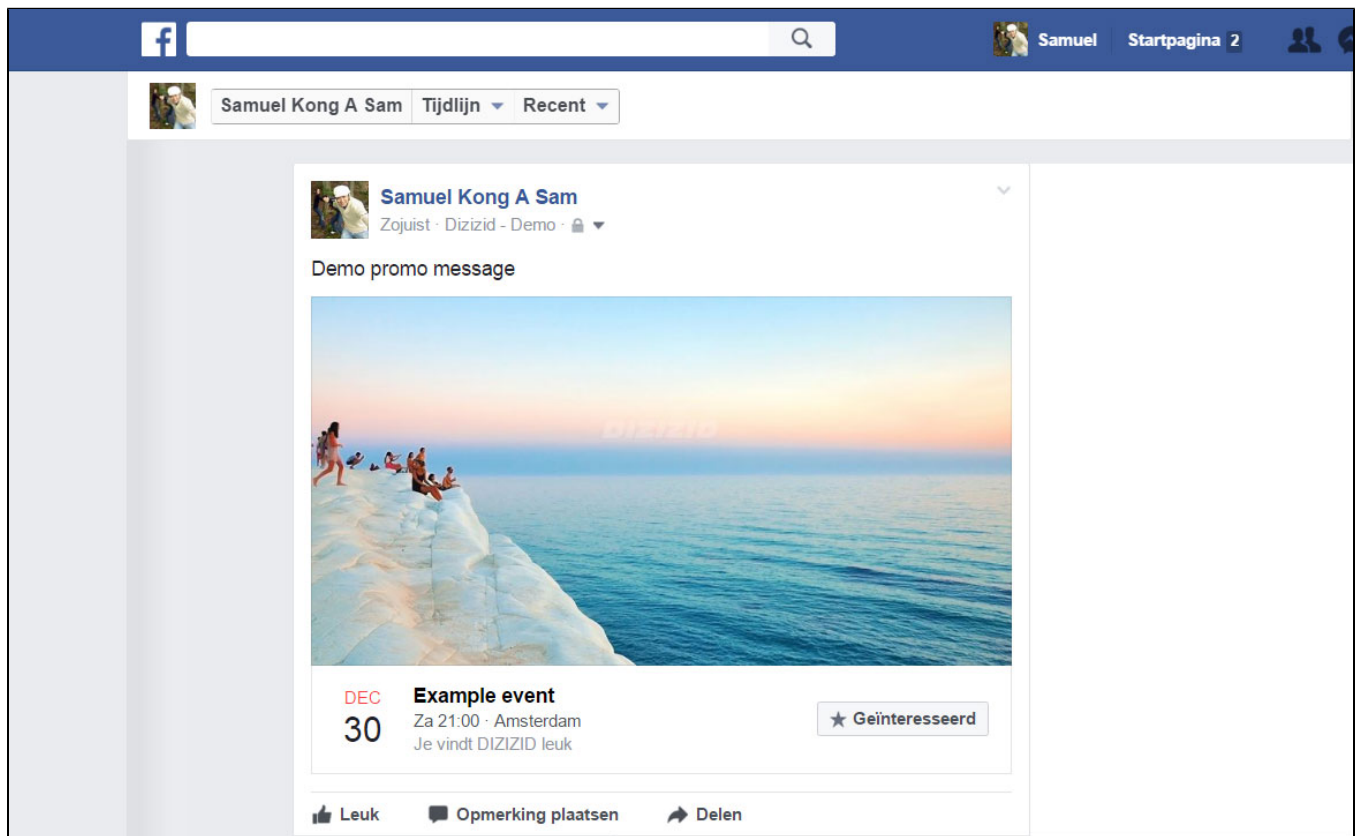 f
Samuel Startpagina 2
Samuel Kong A Sam Tijdlijn Recent
Samuel Kong A Sam
Zojuist · Dizizid - Demo ·
Demo promo message
DIZIZID
DEC
30
Example event
Za 21:00 · Amsterdam
Je vindt DIZIZID leuk
Geïnteresseerd
Leuk Opmerking plaatsen Delen